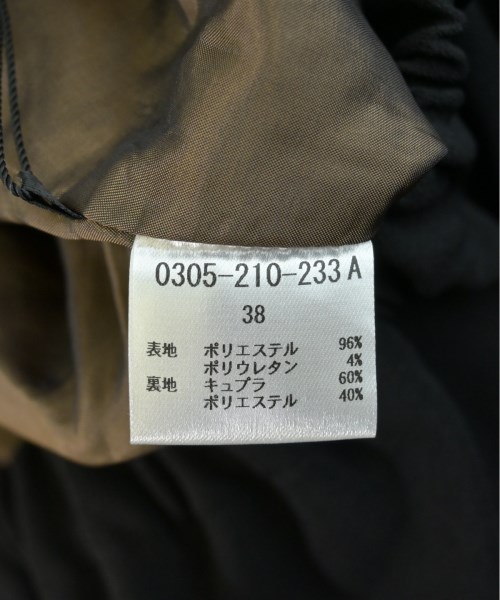 0305-210-233 A
38
表地 ポリエステル 96%
ポリウレタン 4%
裏地 キュプラ 60%
ポリエステル 40%